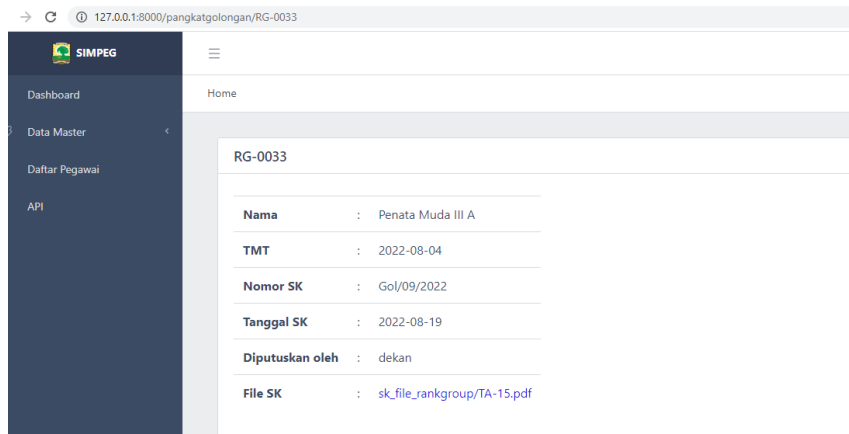 127.0.0.1:8000/pangkatgolongan/RG-0033
SIMPEG
Dashboard
Home
Data Master
Daftar Pegawai
API
RG-0033
Nama : Penata Muda III A
TMT : 2022-08-04
Nomor SK : Gol/09/2022
Tanggal SK : 2022-08-19
Diputuskan oleh : dekan
File SK : sk_file_rankgroup/TA-15.pdf